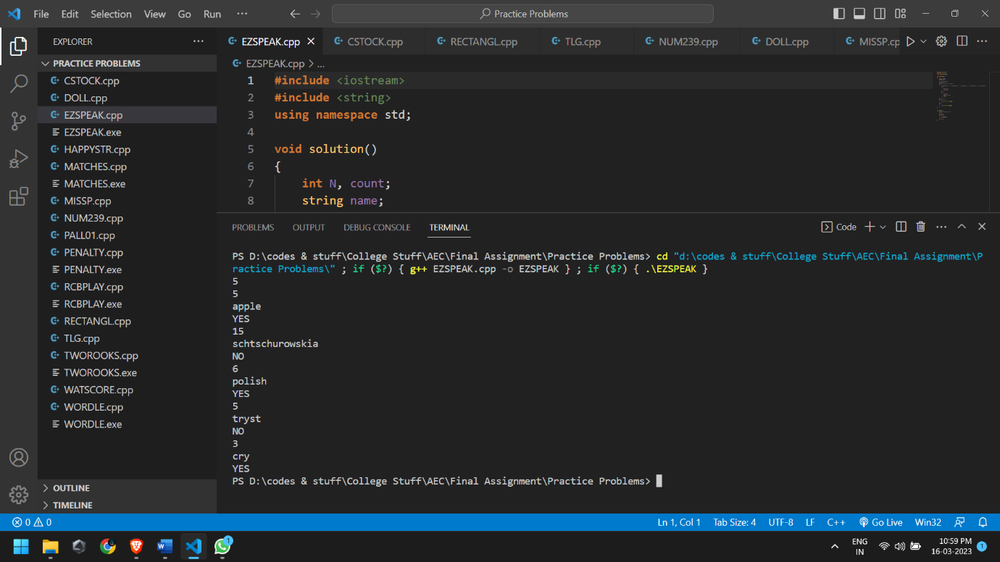 File Edit Selection View Go Run ··· Practice Problems
EXPLORER ···
PRACTICE PROBLEMS
CSTOCK.cpp
DOLL.cpp
EZSPEAK.cpp
EZSPEAK.exe
HAPPYSTR.cpp
MATCHES.cpp
MATCHES.exe
MISSP.cpp
NUM239.cpp
PALL01.cpp
PENALTY.cpp
PENALTY.exe
RCBPLAY.cpp
RCBPLAY.exe
RECTANGL.cpp
TLG.cpp
TWOROOKS.cpp
TWOROOKS.exe
WATSCORE.cpp
WORDLE.cpp
WORDLE.exe
OUTLINE
TIMELINE
EZSPEAK.cpp CSTOCK.cpp RECTANGL.cpp TLG.cpp NUM239.cpp DOLL.cpp MISSP.cp
EZSPEAK.cpp > ...
1 #include <iostream>
2 #include <string>
3 using namespace std;
4
5 void solution()
6 {
7 int N, count;
8 string name;
PROBLEMS OUTPUT DEBUG CONSOLE TERMINAL Code
PS D:\codes & stuff\College Stuff\AEC\Final Assignment\Practice Problems> cd "d:\codes & stuff\College Stuff\AEC\Final Assignment\P
ractice Problems\" ; if ($?) { g++ EZSPEAK.cpp -o EZSPEAK } ; if ($?) { .\EZSPEAK }
5
5
apple
YES
15
schtschurowskia
NO
6
polish
YES
5
tryst
NO
3
cry
YES
PS D:\codes & stuff\College Stuff\AEC\Final Assignment\Practice Problems>
0 0 Ln 1, Col 1 Tab Size: 4 UTF-8 LF C++ Go Live Win32
W 1 ENG IN 10:59 PM 16-03-2023 1